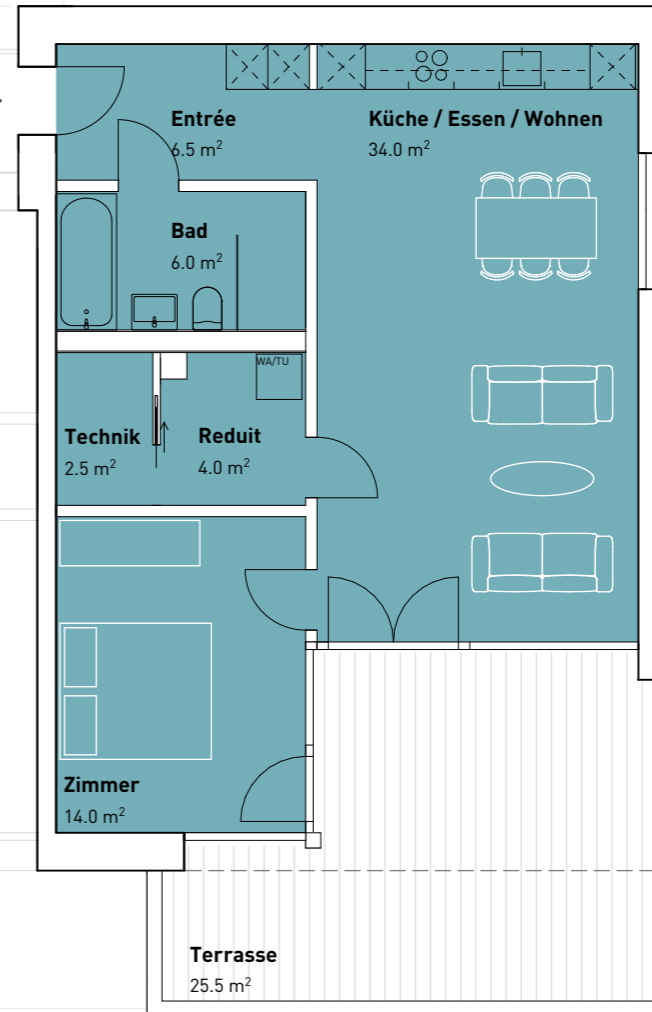 Entrée
6.5 m²
Küche / Essen / Wohnen
34.0 m²
Bad
6.0 m²
WA/TU
Technik
2.5 m²
Reduit
4.0 m²
Zimmer
14.0 m²
Terrasse
25.5 m²